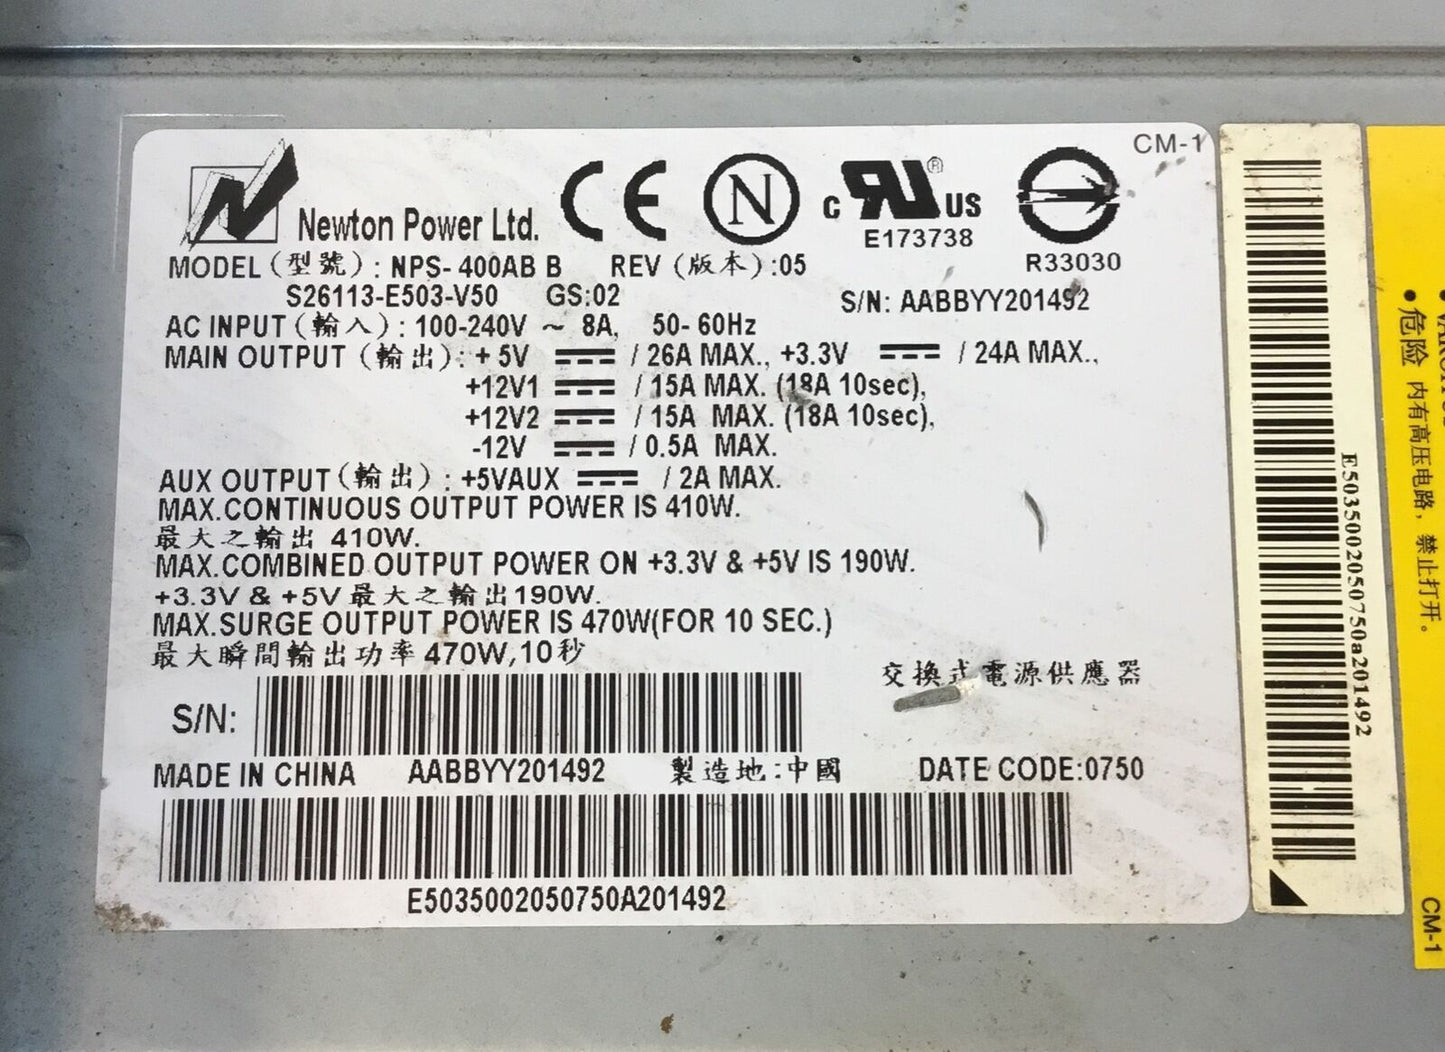 CM-1
Newton Power Ltd.
CE N c RU ® US
E173738
R33030
MODEL (型號): NPS-400AB B REV (版本):05
S26113-E503-V50 GS:02
S/N: AABBYY201492
AC INPUT (輸入): 100-240V ~ 8A, 50-60Hz
MAIN OUTPUT (輸出): +5V / 26A MAX., +3.3V / 24A MAX.,
+12V1 / 15A MAX. (18A 10sec),
+12V2 / 15A MAX. (18A 10sec),
-12V / 0.5A MAX.
AUX OUTPUT (輸出): +5VAUX / 2A MAX.
MAX.CONTINUOUS OUTPUT POWER IS 410W.
最大之輸出 410W.
MAX.COMBINED OUTPUT POWER ON +3.3V & +5V IS 190W.
+3.3V & +5V 最大之輸出190W.
MAX.SURGE OUTPUT POWER IS 470W(FOR 10 SEC.)
最大瞬間輸出功率 470W,10秒
交換式電源供應器
S/N:
MADE IN CHINA AABBYY201492 製造地:中國 DATE CODE:0750
E5035002050750A201492
E5035002050750a201492
• 危险 内有高压电路，禁止打开。
CM-1